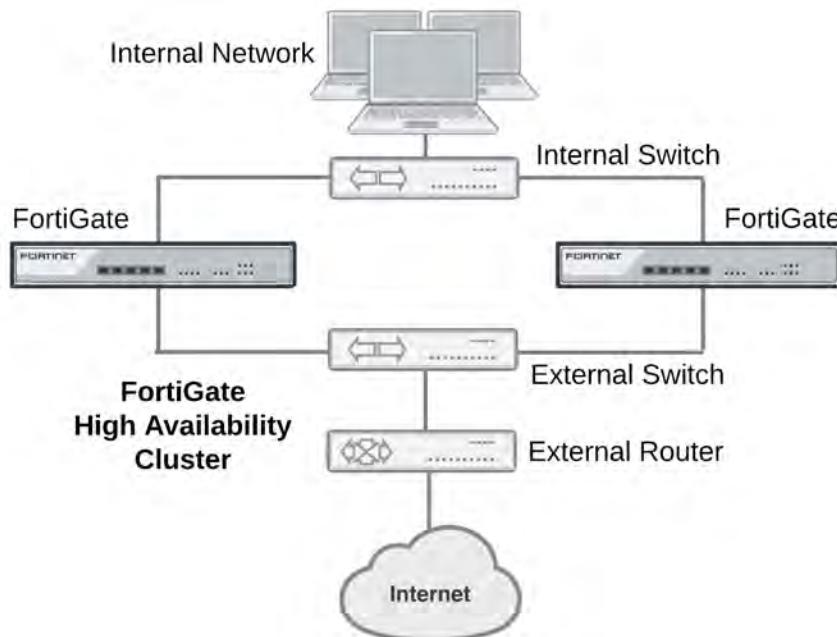 Internal Network
Internal Switch
FortiGate
FortiGate
FORTINET
FORTINET
External Switch
FortiGate
High Availability
Cluster
External Router
Internet